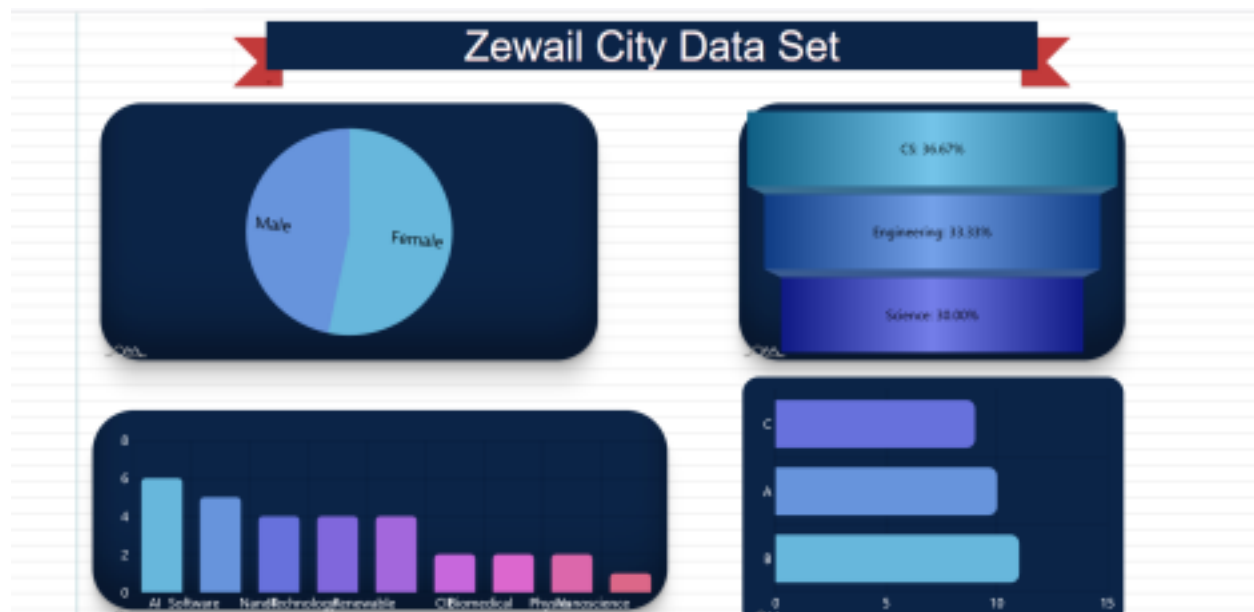 Zewail City Data Set
Male
Female
CS: 36.67%
Engineering: 33.33%
Science: 30.00%
8
6
4
2
0
AI Software Renewable
C
A
B
0 5 10 15